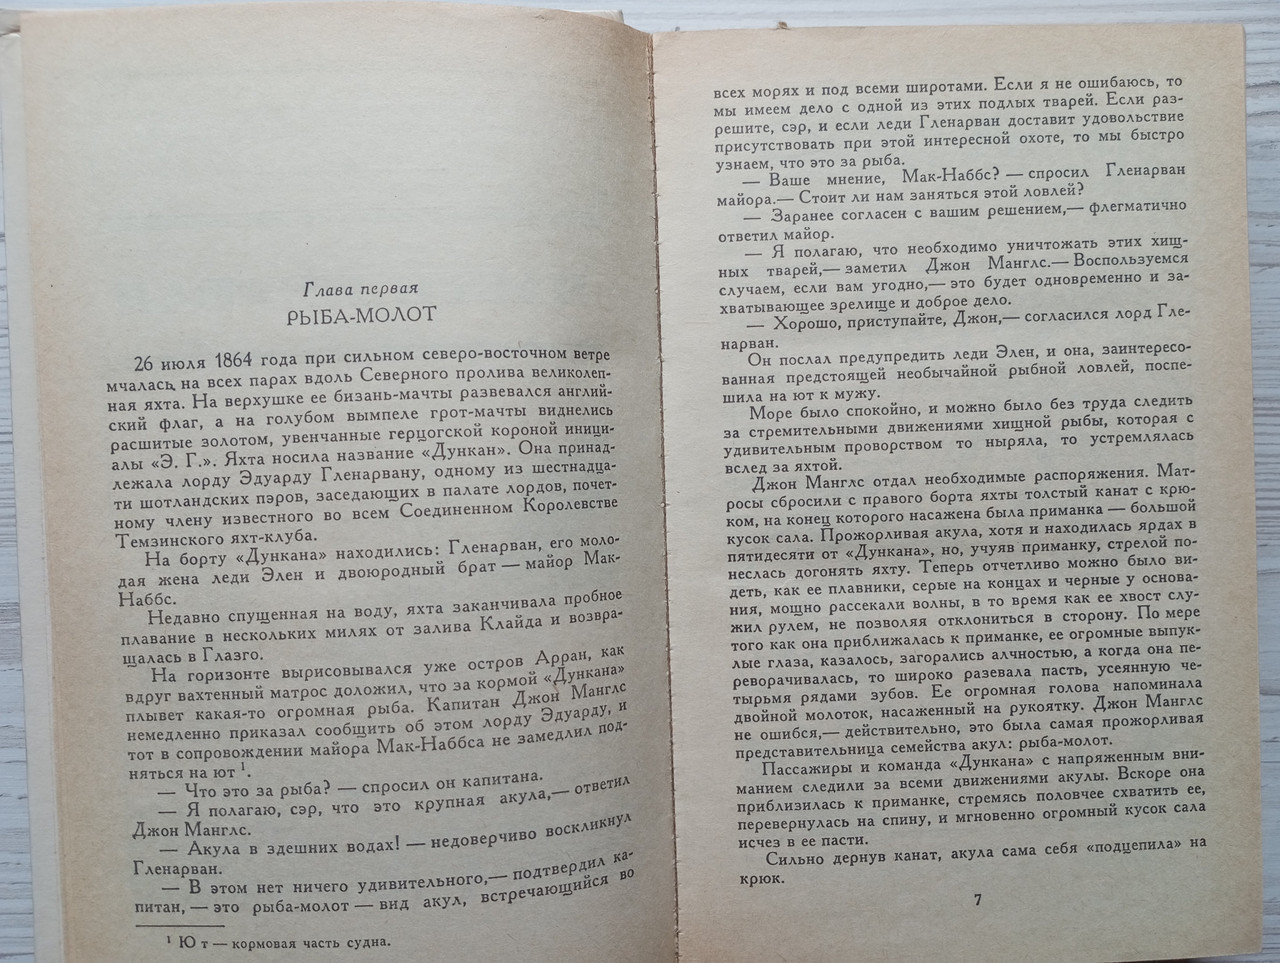 Глава первая
РЫБА-МОЛОТ
26 июля 1864 года при сильном северо-восточном ветре
мчалась на всех парах вдоль Северного пролива великолеп-
ная яхта. На верхушке ее бизань-мачты развевался англий-
ский флаг, а на голубом вымпеле грот-мачты виднелись
расшитые золотом, увенчанные герцогской короной иници-
алы «Э. Г.». Яхта носила название «Дункан». Она принад-
лежала лорду Эдуарду Гленарвану, одному из шестнадца-
ти шотландских пэров, заседающих в палате лордов, почет-
ному члену известного во всем Соединенном Королевстве
Темзинского яхт-клуба.
На борту «Дункана» находились: Гленарван, его моло-
дая жена леди Элен и двоюродный брат — майор Мак-
Наббс.
Недавно спущенная на воду, яхта заканчивала пробное
плавание в нескольких милях от залива Клайда и возвра-
щалась в Глазго.
На горизонте вырисовывался уже остров Арран, как
вдруг вахтенный матрос доложил, что за кормой «Дункана»
плывет какая-то огромная рыба. Капитан Джон Манглс
немедленно приказал сообщить об этом лорду Эдуарду, и
тот в сопровождении майора Мак-Наббса не замедлил под-
няться на ют ¹.
— Что это за рыба? — спросил он капитана.
— Я полагаю, сэр, что это крупная акула,— ответил
Джон Манглс.
— Акула в здешних водах! — недоверчиво воскликнул
Гленарван.
— В этом нет ничего удивительного,— подтвердил ка-
питан, — это рыба-молот — вид акул, встречающийся во
¹ Ю т — кормовая часть судна.
всех морях и под всеми широтами. Если я не ошибаюсь, то
мы имеем дело с одной из этих подлых тварей. Если раз-
решите, сэр, и если леди Гленарван доставит удовольствие
присутствовать при этой интересной охоте, то мы быстро
узнаем, что это за рыба.
— Ваше мнение, Мак-Наббс? — спросил Гленарван
майора.— Стоит ли нам заняться этой ловлей?
— Заранее согласен с вашим решением,— флегматично
ответил майор.
— Я полагаю, что необходимо уничтожать этих хищ-
ных тварей,— заметил Джон Манглс.— Воспользуемся
случаем, если вам угодно,— это будет одновременно и за-
хватывающее зрелище и доброе дело.
— Хорошо, приступайте, Джон,— согласился лорд Гле-
нарван.
Он послал предупредить леди Элен, и она, заинтересо-
ванная предстоящей необычайной рыбной ловлей, поспе-
шила на ют к мужу.
Море было спокойно, и можно было без труда следить
за стремительными движениями хищной рыбы, которая с
удивительным проворством то ныряла, то устремлялась
вслед за яхтой.
Джон Манглс отдал необходимые распоряжения. Мат-
росы сбросили с правого борта яхты толстый канат с крю-
ком, на конец которого насажена была приманка — большой
кусок сала. Прожорливая акула, хотя и находилась ярдах в
пятидесяти от «Дункана», но, учуяв приманку, стрелой по-
неслась догонять яхту. Теперь отчетливо можно было ви-
деть, как ее плавники, серые на концах и черные у основа-
ния, мощно рассекали волны, в то время как ее хвост слу-
жил рулем, не позволяя отклониться в сторону. По мере
того как она приближалась к приманке, ее огромные выпук-
лые глаза, казалось, загорались алчностью, а когда она пе-
реворачивалась, то широко разевала пасть, усеянную че-
тырьмя рядами зубов. Ее огромная голова напоминала
двойной молоток, насаженный на рукоятку. Джон Манглс
не ошибся,— действительно, это была самая прожорливая
представительница семейства акул: рыба-молот.
Пассажиры и команда «Дункана» с напряженным вни-
манием следили за всеми движениями акулы. Вскоре она
приблизилась к приманке, стремясь половчее схватить ее,
перевернулась на спину, и мгновенно огромный кусок сала
исчез в ее пасти.
Сильно дернув канат, акула сама себя «подцепила» на
крюк.
7